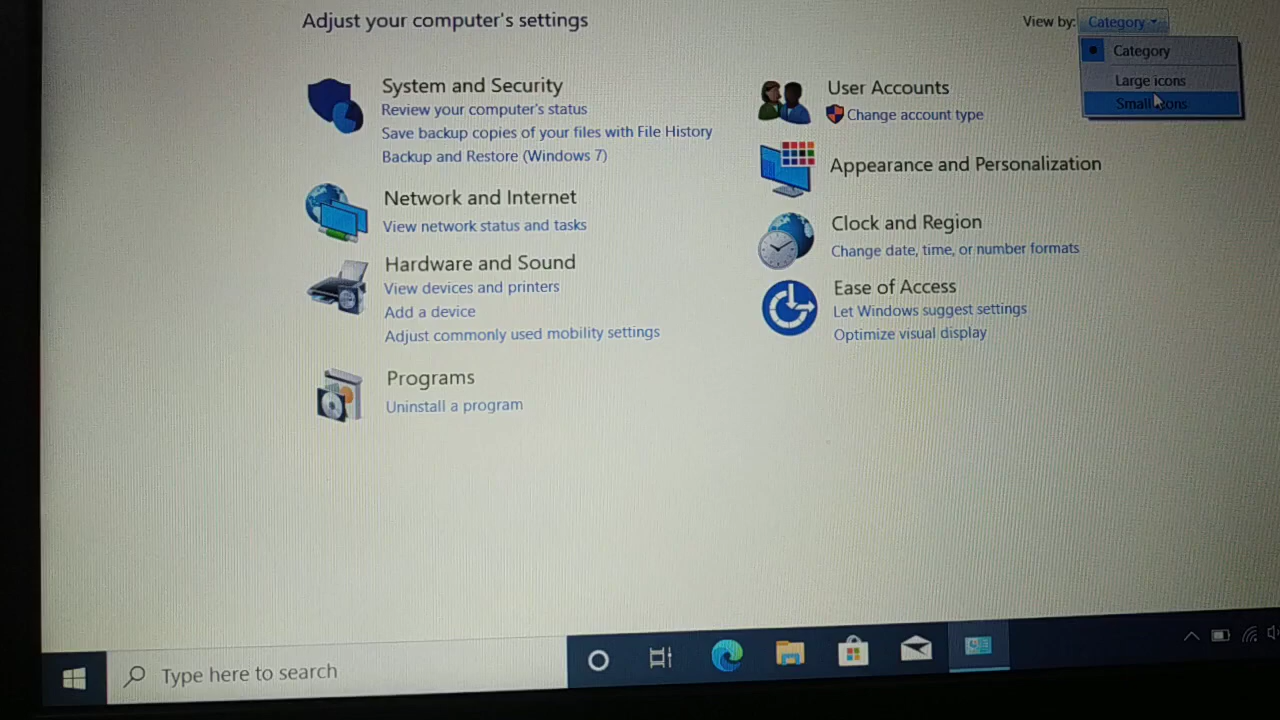 Adjust your computer's settings
View by: Category
Category
Large icons
Small icons
System and Security
Review your computer's status
Save backup copies of your files with File History
Backup and Restore (Windows 7)
Network and Internet
View network status and tasks
Hardware and Sound
View devices and printers
Add a device
Adjust commonly used mobility settings
Programs
Uninstall a program
User Accounts
Change account type
Appearance and Personalization
Clock and Region
Change date, time, or number formats
Ease of Access
Let Windows suggest settings
Optimize visual display
Type here to search